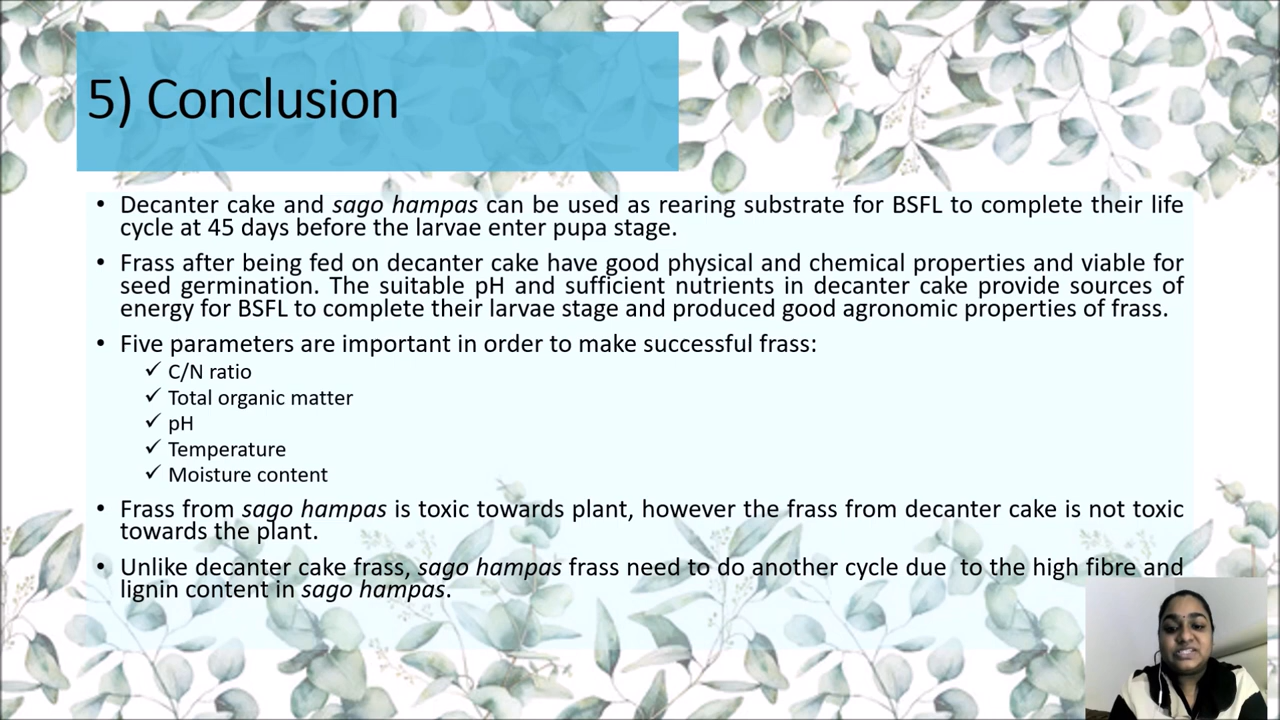 5) Conclusion
• Decanter cake and sago hampas can be used as rearing substrate for BSFL to complete their life
cycle at 45 days before the larvae enter pupa stage.
• Frass after being fed on decanter cake have good physical and chemical properties and viable for
seed germination. The suitable pH and sufficient nutrients in decanter cake provide sources of
energy for BSFL to complete their larvae stage and produced good agronomic properties of frass.
• Five parameters are important in order to make successful frass:
✓ C/N ratio
✓ Total organic matter
✓ pH
✓ Temperature
✓ Moisture content
• Frass from sago hampas is toxic towards plant, however the frass from decanter cake is not toxic
towards the plant.
• Unlike decanter cake frass, sago hampas frass need to do another cycle due  to the high fibre and
lignin content in sago hampas.